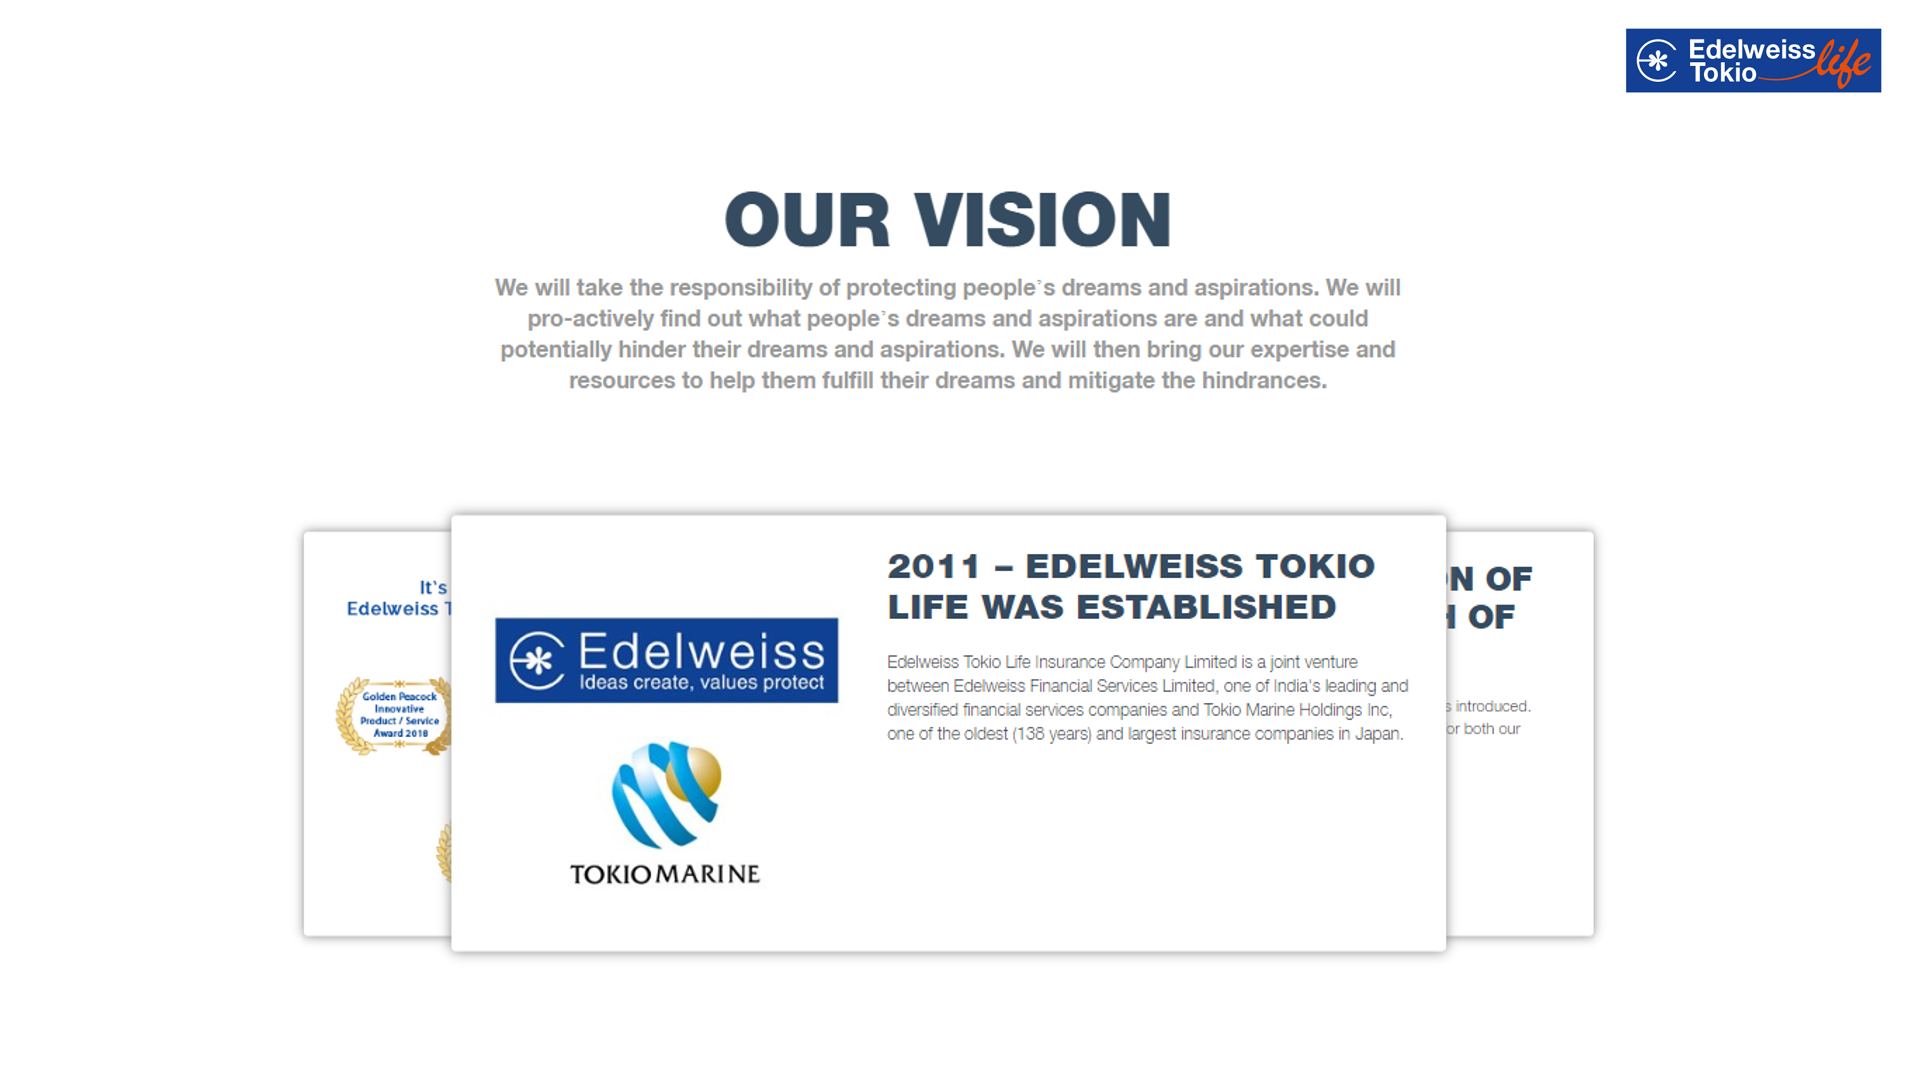 Edelweiss
Tokio life
OUR VISION
We will take the responsibility of protecting people's dreams and aspirations. We will
pro-actively find out what people's dreams and aspirations are and what could
potentially hinder their dreams and aspirations. We will then bring our expertise and
resources to help them fulfill their dreams and mitigate the hindrances.
It's
Edelweiss T
Golden Peacock
Innovative
Product / Service
Award 2018
Edelweiss
Ideas create, values protect
TOKIO MARINE
2011 – EDELWEISS TOKIO
LIFE WAS ESTABLISHED
Edelweiss Tokio Life Insurance Company Limited is a joint venture
between Edelweiss Financial Services Limited, one of India's leading and
diversified financial services companies and Tokio Marine Holdings Inc,
one of the oldest (138 years) and largest insurance companies in Japan.
N OF
H OF
s introduced.
or both our